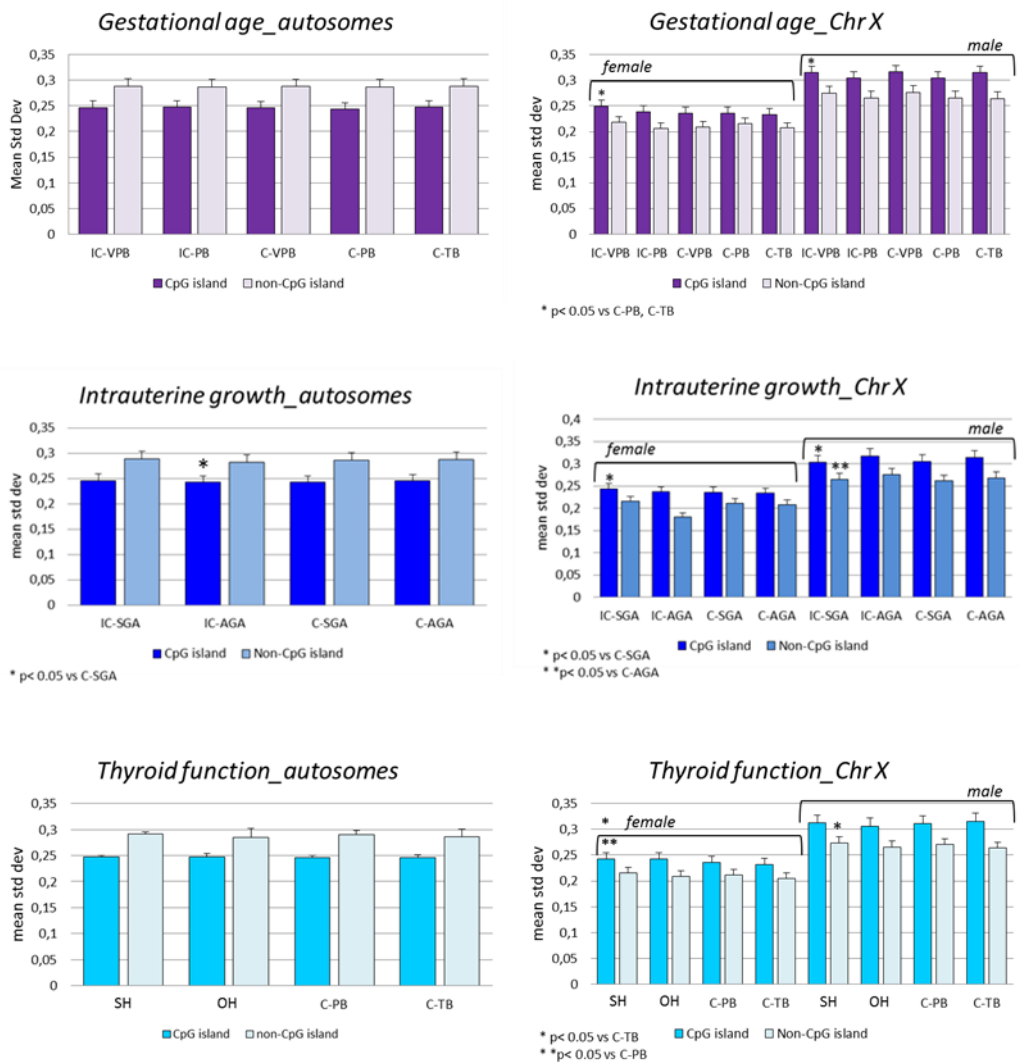 Gestational age_autosomes
0,35
0,3
0,25
0,2
0,15
0,1
0,05
0
Mean Std Dev
IC-VPB IC-PB C-VPB C-PB C-TB
CpG island non-CpG island
Gestational age_Chr X
0,4
0,35
0,3
0,25
0,2
0,15
0,1
0,05
0
mean std dev
female
male
*
*
IC-VPB IC-PB C-VPB C-PB C-TB IC-VPB IC-PB C-VPB C-PB C-TB
CpG island Non-CpG island
* p< 0.05 vs C-PB, C-TB
Intrauterine growth_autosomes
0,35
0,3
0,25
0,2
0,15
0,1
0,05
0
mean std dev
*
IC-SGA IC-AGA C-SGA C-AGA
CpG island Non-CpG island
* p< 0.05 vs C-SGA
Intrauterine growth_Chr X
0,4
0,35
0,3
0,25
0,2
0,15
0,1
0,05
0
mean std dev
female
male
*
* **
IC-SGA IC-AGA C-SGA C-AGA IC-SGA IC-AGA C-SGA C-AGA
CpG island Non-CpG island
* p< 0.05 vs C-SGA
* *p< 0.05 vs C-AGA
Thyroid function_autosomes
0,35
0,3
0,25
0,2
0,15
0,1
0,05
0
mean std dev
SH OH C-PB C-TB
CpG island non-CpG island
Thyroid function_Chr X
0,35
0,3
0,25
0,2
0,15
0,1
0,05
0
mean std dev
* female
**
male
*
SH OH C-PB C-TB SH OH C-PB C-TB
CpG island Non-CpG island
* p< 0.05 vs C-TB
* *p< 0.05 vs C-PB